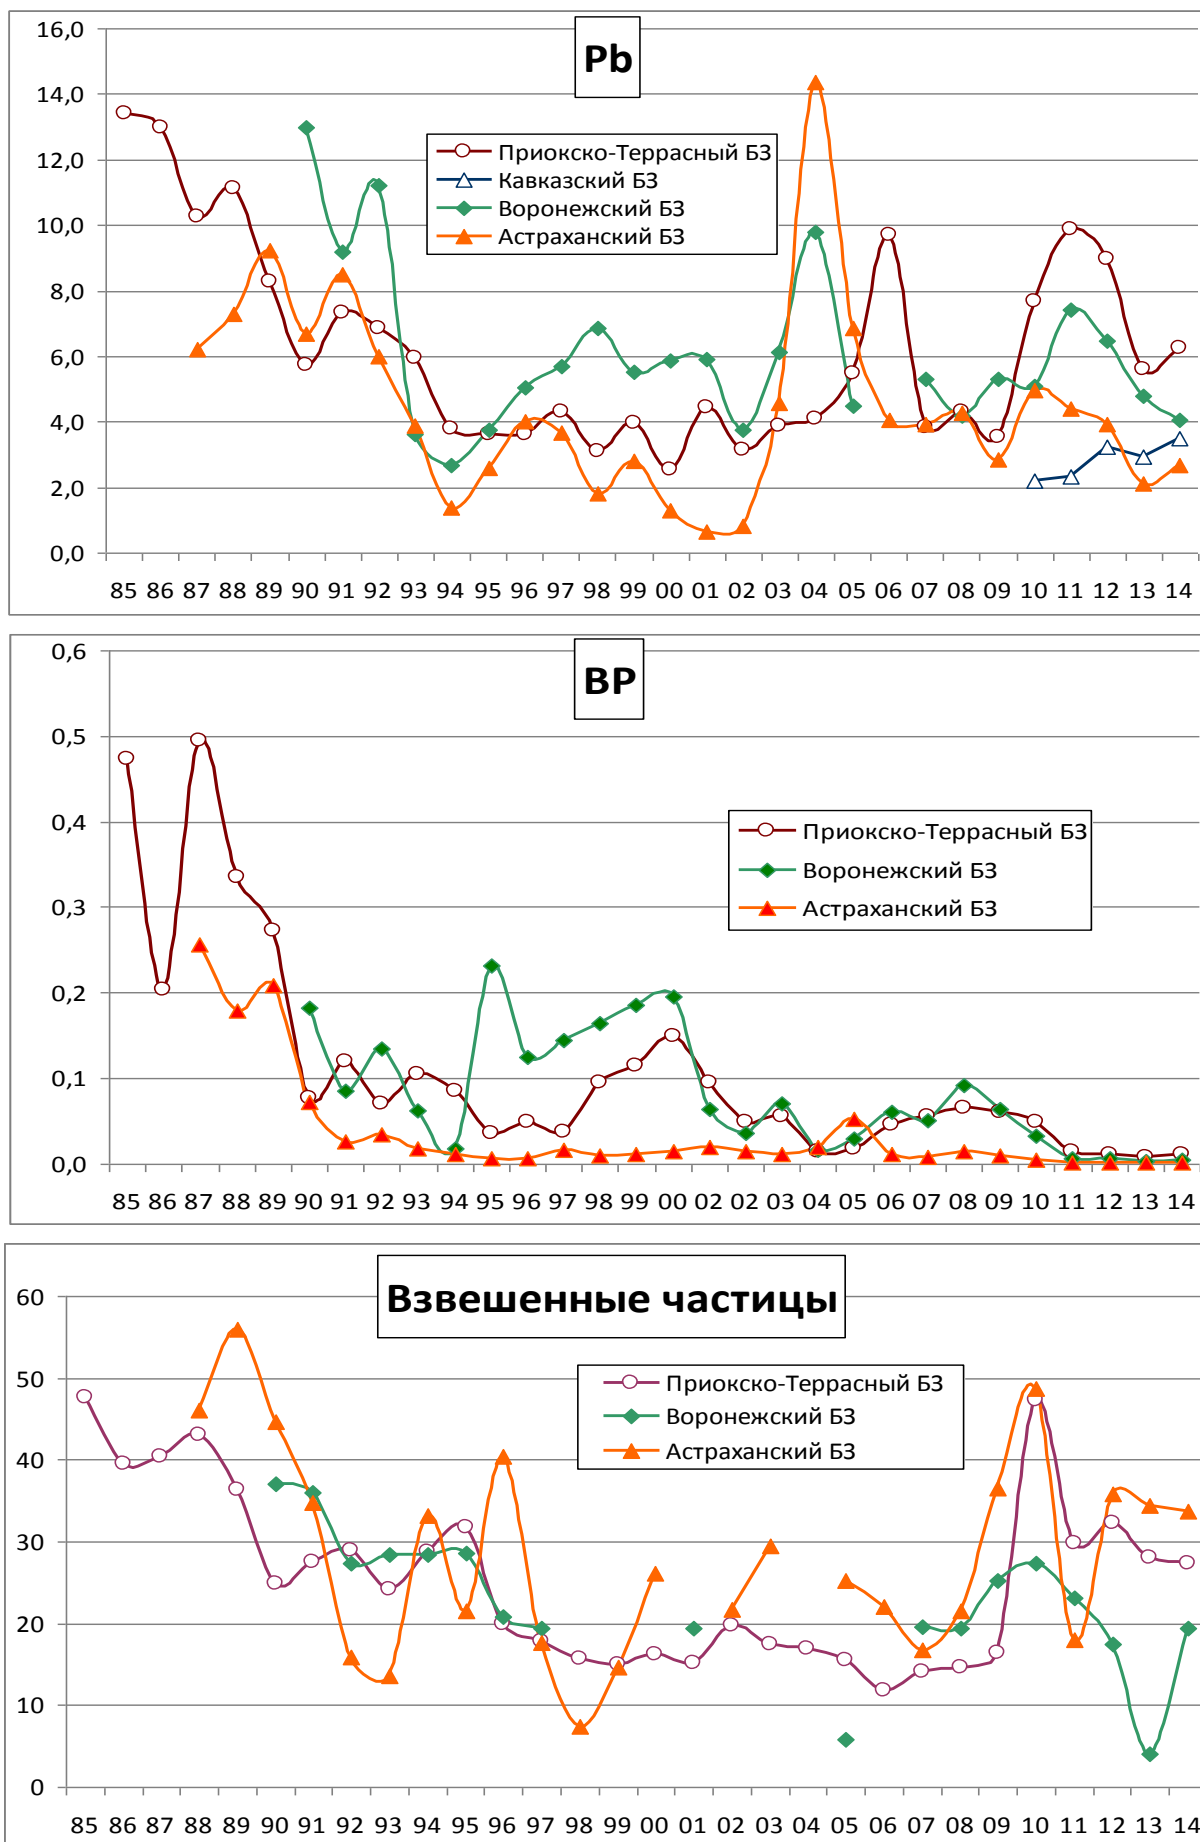 Pb
16,0
14,0
12,0
10,0
8,0
6,0
4,0
2,0
0,0
Приокско-Террасный БЗ
Кавказский БЗ
Воронежский БЗ
Астраханский БЗ
85 86 87 88 89 90 91 92 93 94 95 96 97 98 99 00 01 02 03 04 05 06 07 08 09 10 11 12 13 14
ВР
0,6
0,5
0,4
0,3
0,2
0,1
0,0
Приокско-Террасный БЗ
Воронежский БЗ
Астраханский БЗ
85 86 87 88 89 90 91 92 93 94 95 96 97 98 99 00 02 02 03 04 05 06 07 08 09 10 11 12 13 14
Взвешенные частицы
60
50
40
30
20
10
0
Приокско-Террасный БЗ
Воронежский БЗ
Астраханский БЗ
85 86 87 88 89 90 91 92 93 94 95 96 97 98 99 00 01 02 03 04 05 06 07 08 09 10 11 12 13 14